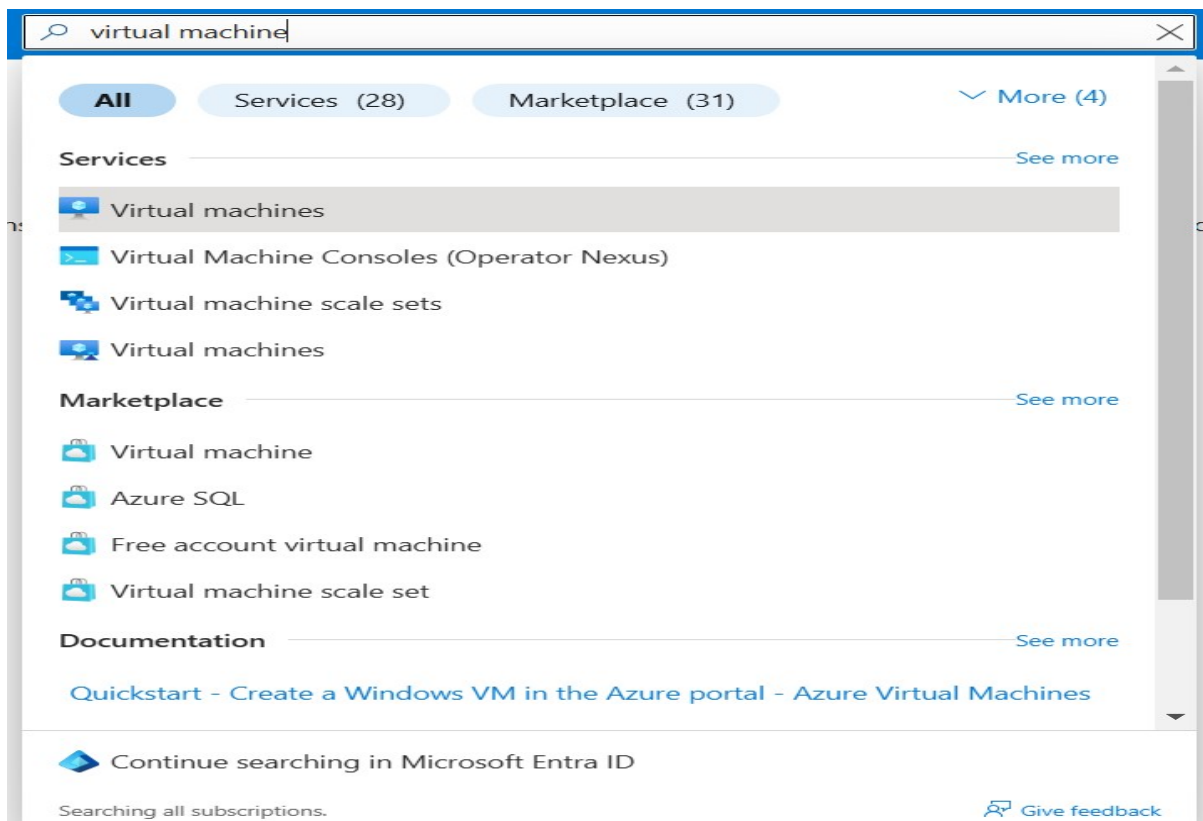 virtual machine
All Services (28) Marketplace (31) More (4)
Services See more
Virtual machines
Virtual Machine Consoles (Operator Nexus)
Virtual machine scale sets
Virtual machines
Marketplace See more
Virtual machine
Azure SQL
Free account virtual machine
Virtual machine scale set
Documentation See more
Quickstart - Create a Windows VM in the Azure portal - Azure Virtual Machines
Continue searching in Microsoft Entra ID
Searching all subscriptions. Give feedback